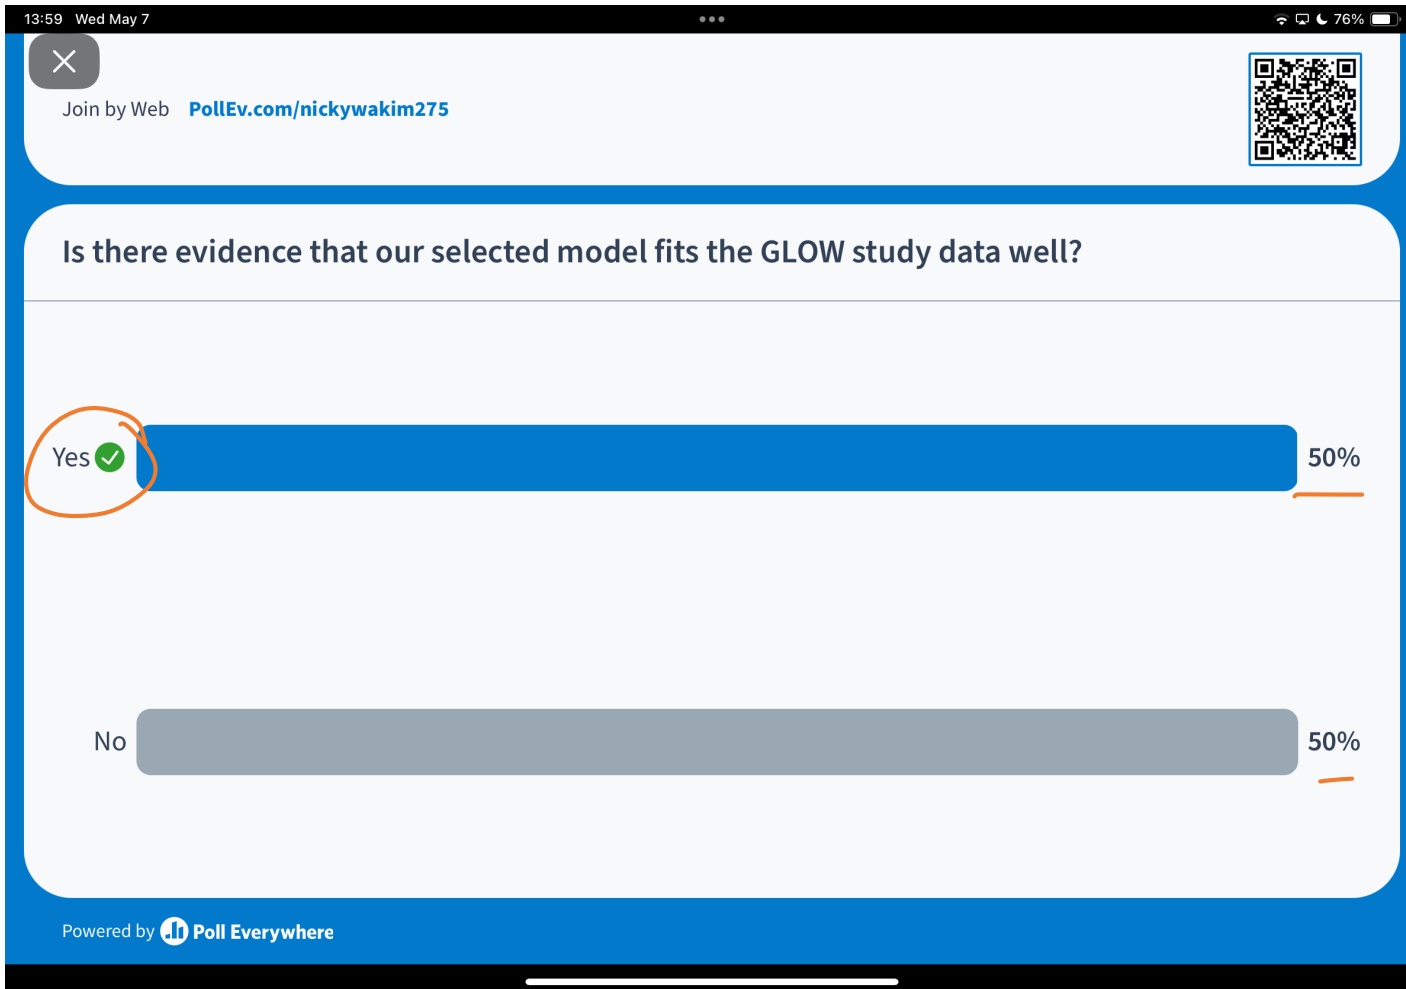 13:59 Wed May 7
76%
Join by Web PollEv.com/nickywakim275
Is there evidence that our selected model fits the GLOW study data well?
Yes
50%
No
50%
Powered by Poll Everywhere